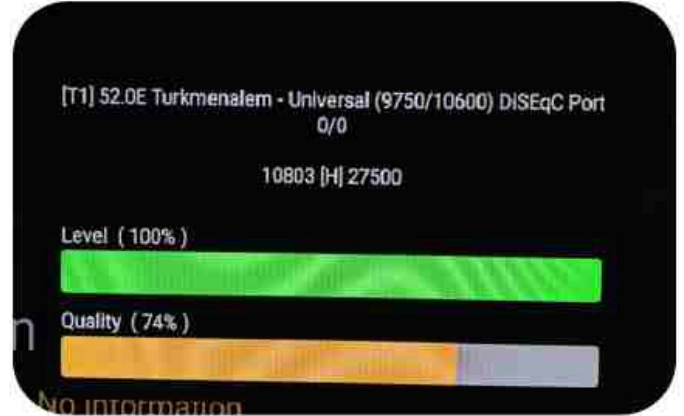 [T1] 52.0E Turkmenalem - Universal (9750/10600) DiSEqC Port
0/0
10803 [H] 27500
Level ( 100% )
Quality ( 74% )
No information